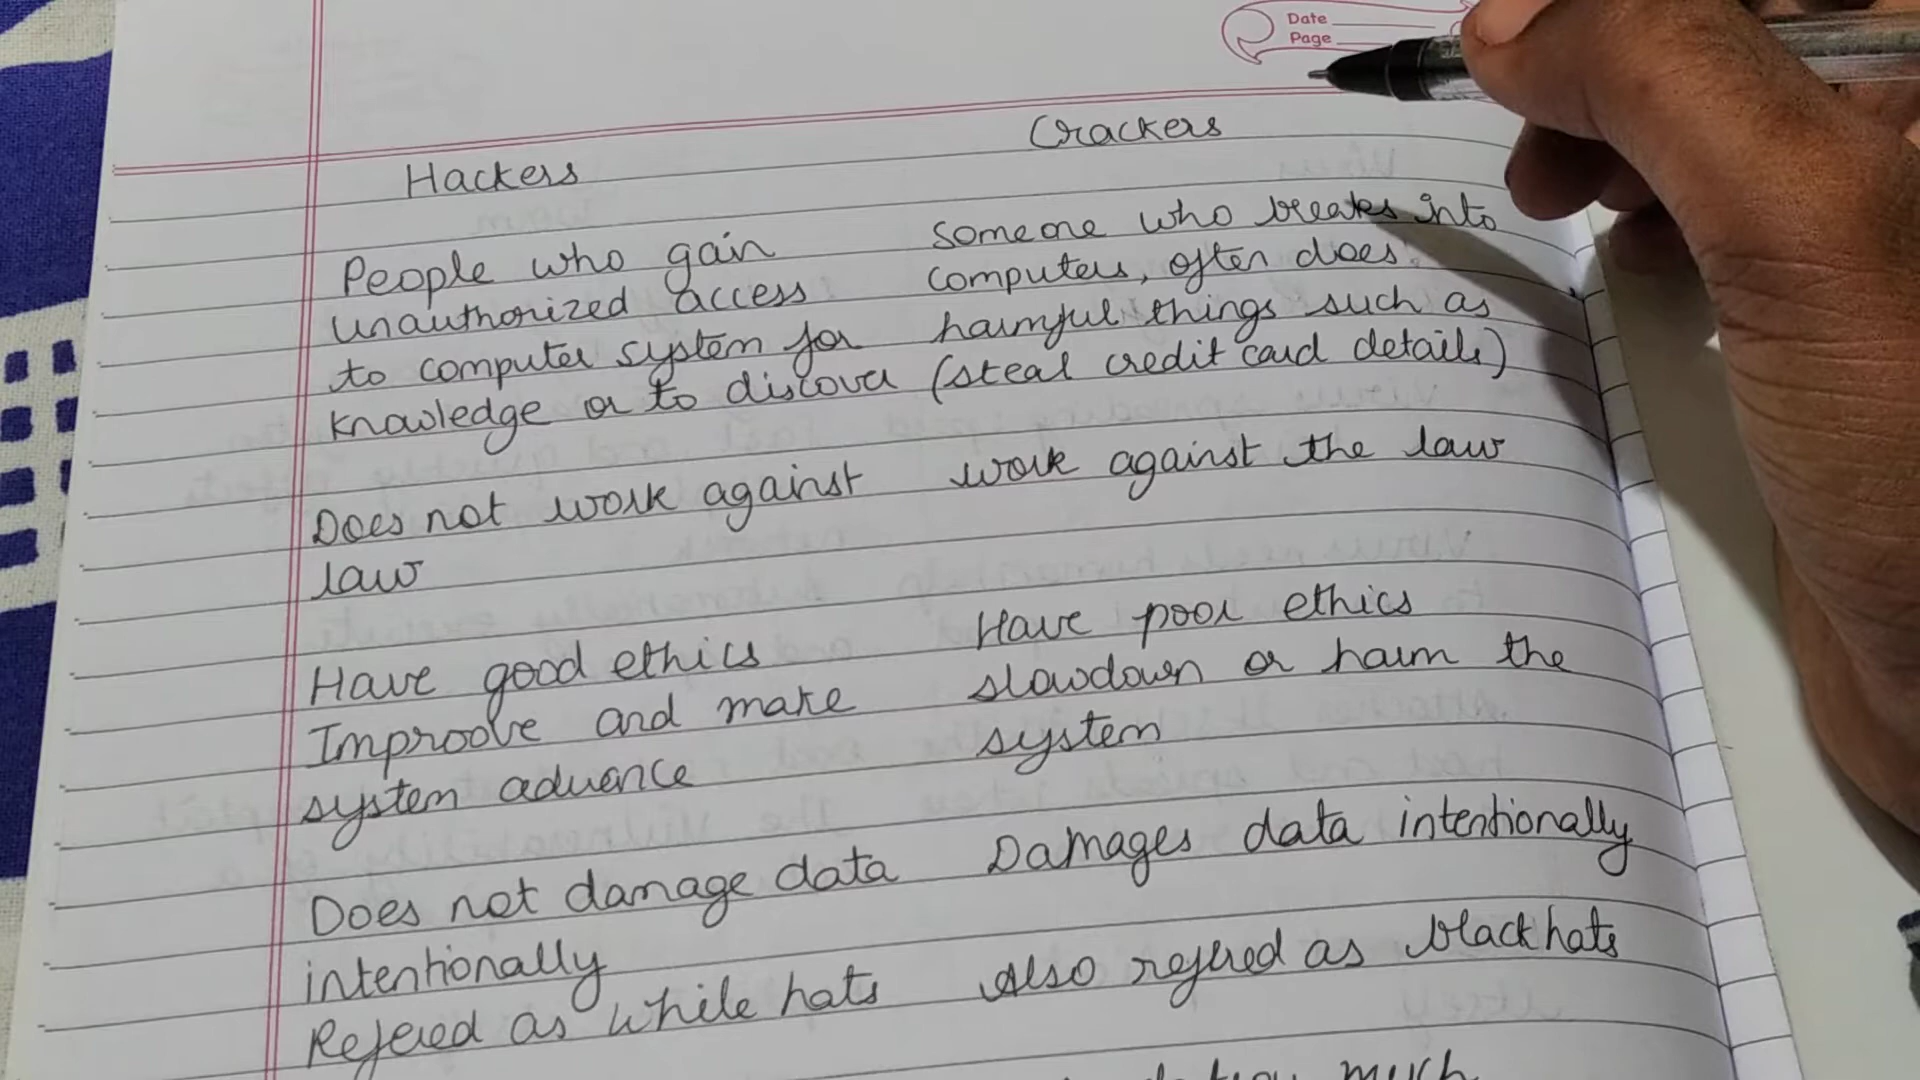 Date
Page
Hackers
Crackers
People who gain
unauthorized access
to computer system for
knowledge or to discover
Someone who breaks into
computers, often does
harmful things such as
(steal credit card details)
Does not work against
law
work against the law
Have good ethics
Have poor ethics
Improove and make
system advance
slowdown or harm the
system
Does not damage data
intentionally
Damages data intentionally
Refered as while hats
Also refered as black hats
much